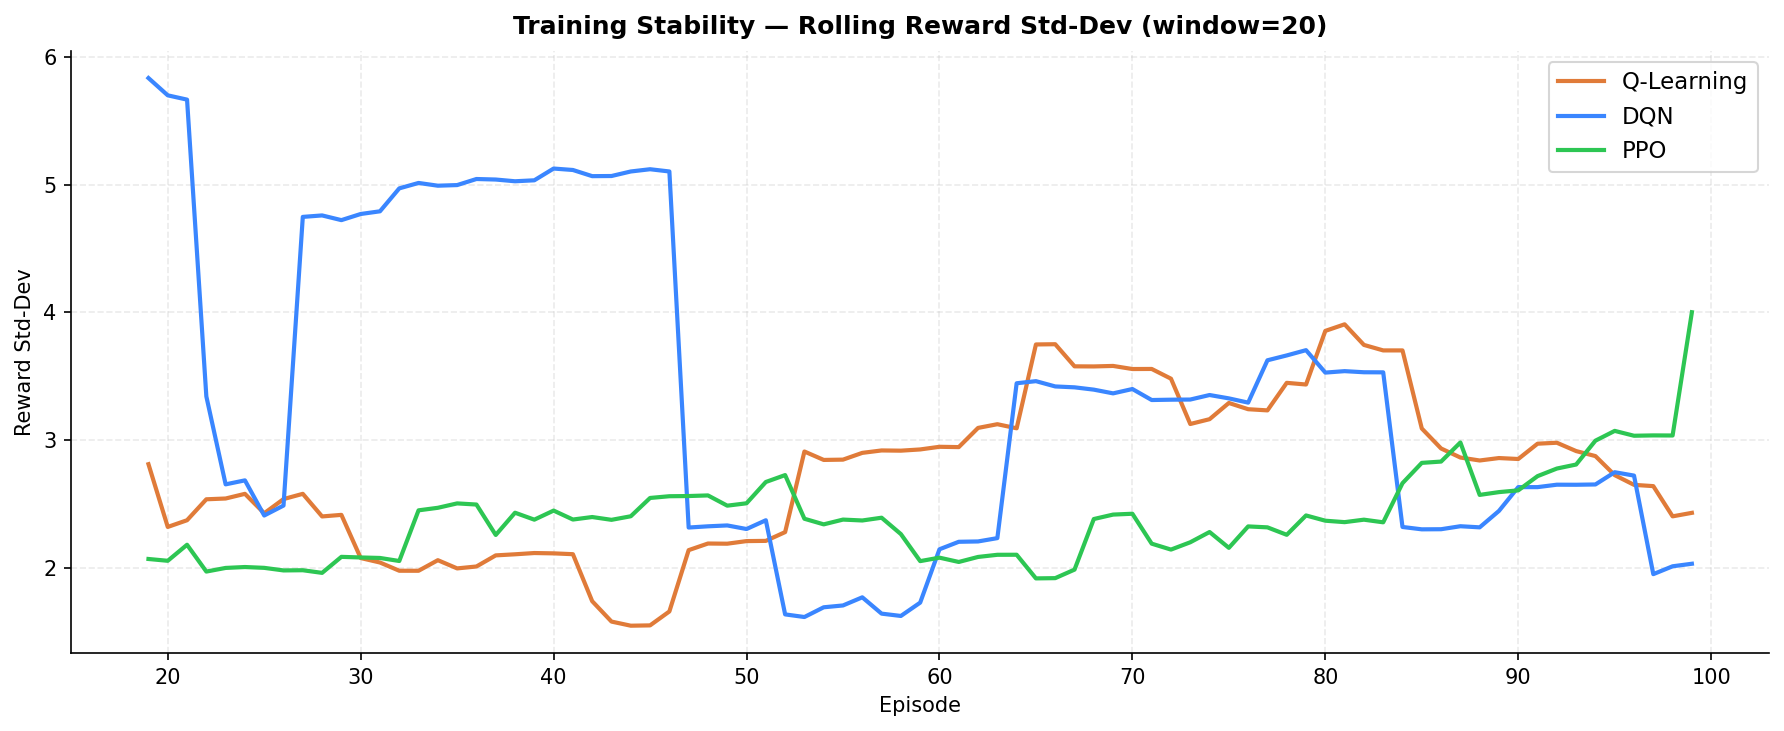 Training Stability — Rolling Reward Std-Dev (window=20)
Q-Learning
DQN
PPO
Reward Std-Dev
6
5
4
3
2
20 30 40 50 60 70 80 90 100
Episode